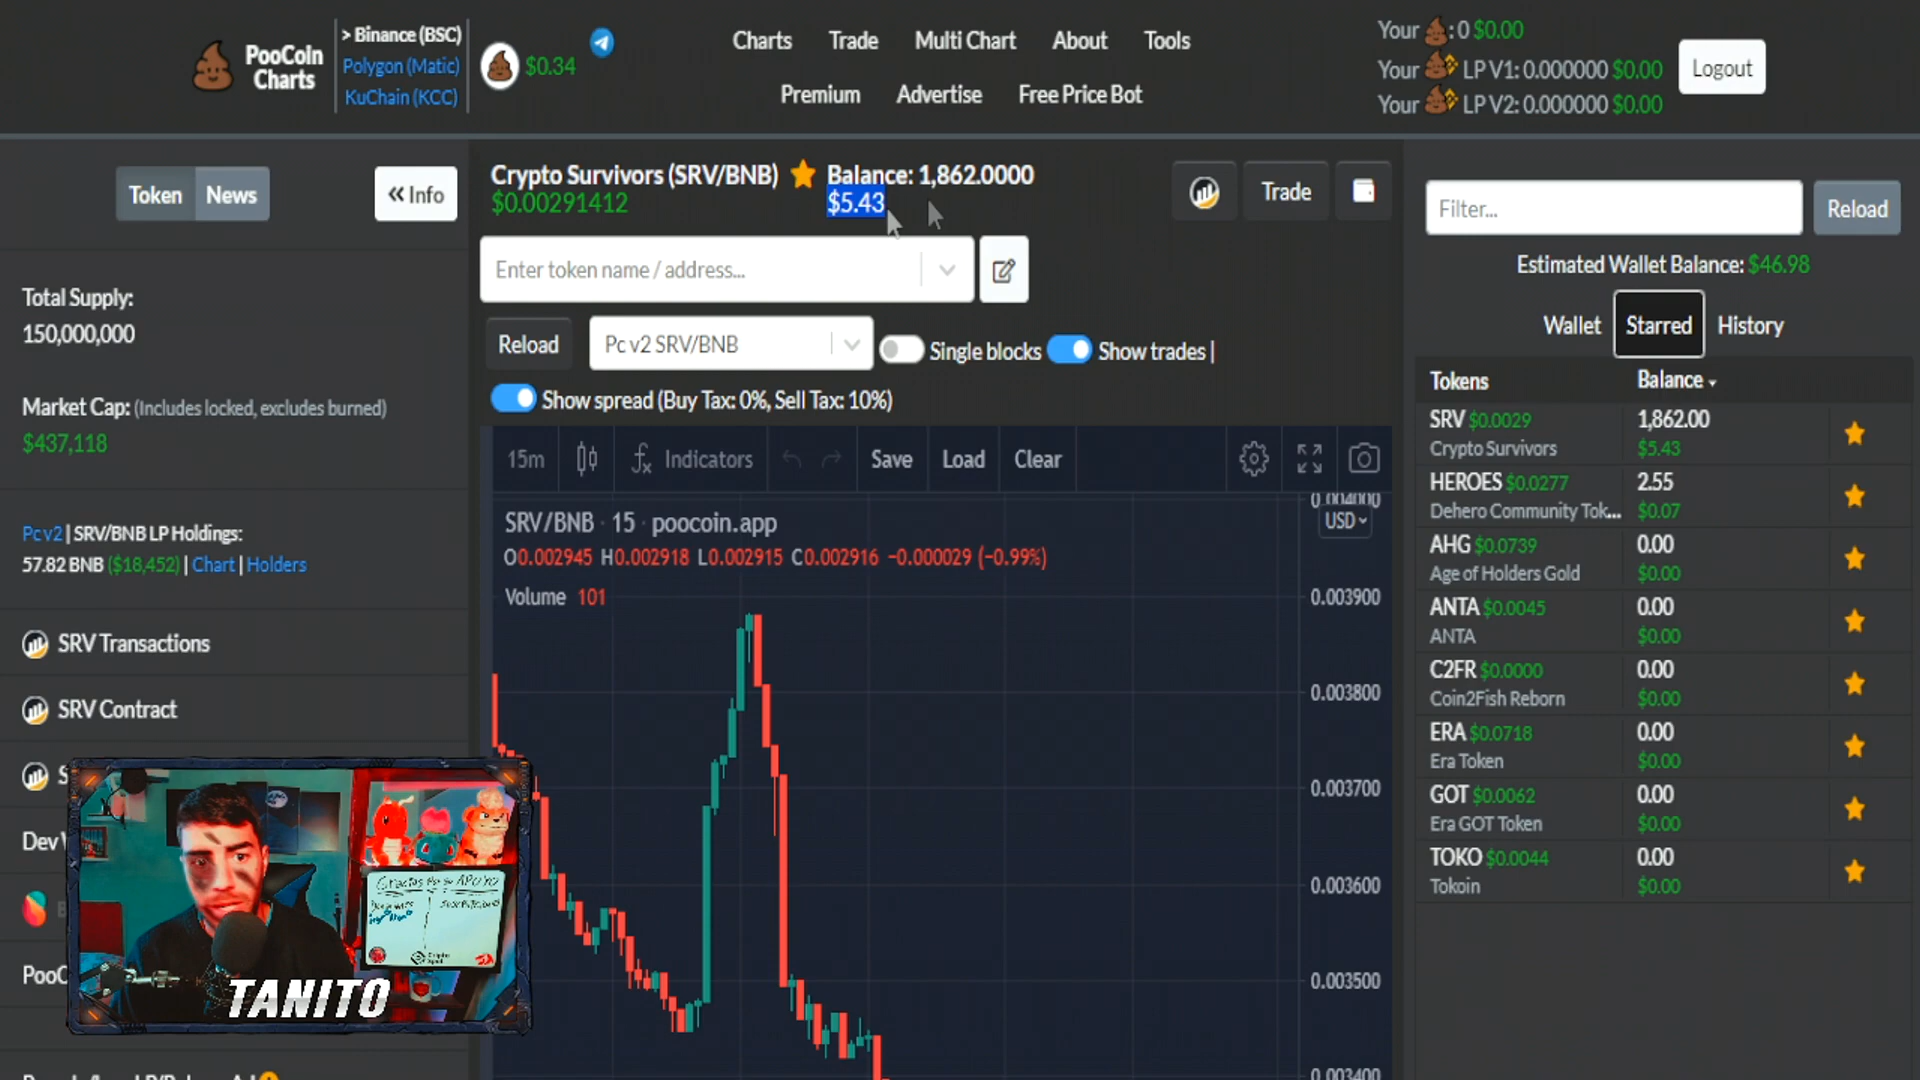 PooCoin
Charts
> Binance (BSC)
Polygon (Matic)
KuChain (KCC)
$0.34
Charts
Trade
Multi Chart
About
Tools
Premium
Advertise
Free Price Bot
Your : 0 $0.00
Your LP V1: 0.000000 $0.00
Your LP V2: 0.000000 $0.00
Logout
Token
News
« Info
Total Supply:
150,000,000
Market Cap: (Includes locked, excludes burned)
$437,118
Pc v2 | SRV/BNB LP Holdings:
57.82 BNB ($18,452) | Chart | Holders
SRV Transactions
SRV Contract
Dev
PooC
Crypto Survivors (SRV/BNB)
$0.00291412
Balance: 1,862.0000
$5.43
Trade
Enter token name / address...
Reload
Pc v2 SRV/BNB
Single blocks
Show trades |
Show spread (Buy Tax: 0%, Sell Tax: 10%)
15m
Indicators
Save
Load
Clear
SRV/BNB · 15 · poocoin.app
O0.002945 H0.002918 L0.002915 C0.002916 -0.000029 (-0.99%)
Volume 101
0.004000
USD
0.003900
0.003800
0.003700
0.003600
0.003500
0.003400
Filter...
Reload
Estimated Wallet Balance: $46.98
Wallet
Starred
History
Tokens
Balance
SRV $0.0029 1,862.00
Crypto Survivors $5.43
HEROES $0.0277 2.55
Dehero Community Tok... $0.07
AHG $0.0739 0.00
Age of Holders Gold $0.00
ANTA $0.0045 0.00
ANTA $0.00
C2FR $0.0000 0.00
Coin2Fish Reborn $0.00
ERA $0.0718 0.00
Era Token $0.00
GOT $0.0062 0.00
Era GOT Token $0.00
TOKO $0.0044 0.00
Tokoin $0.00
Gracias Por su APOYO
TANITO